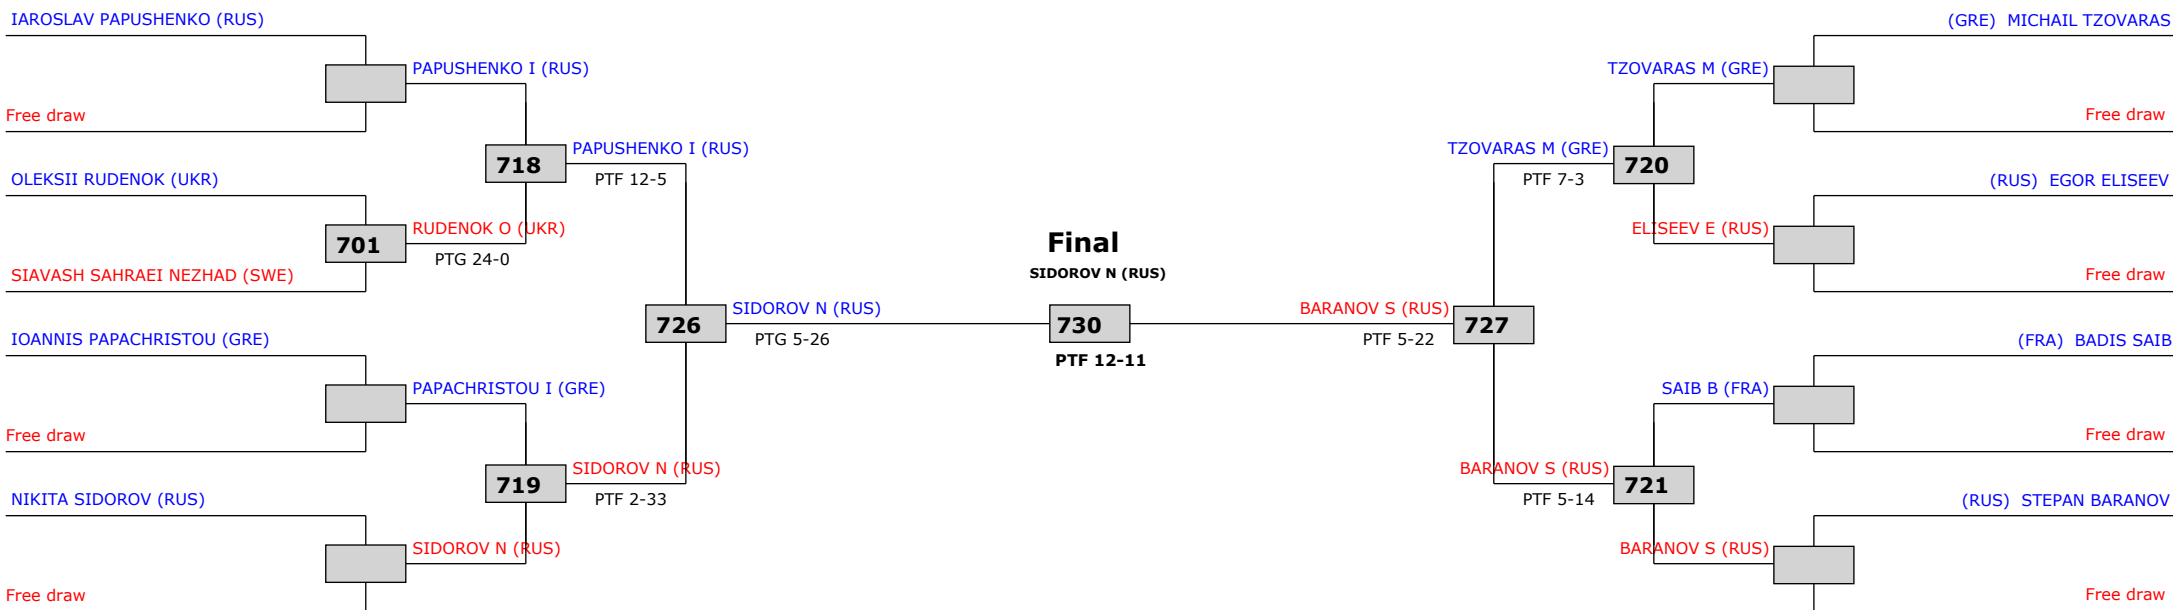 IAROSLAV PAPUSHENKO (RUS)
PAPUSHENKO I (RUS)
Free draw
718
PAPUSHENKO I (RUS)
PTF 12-5
OLEKSII RUDENOK (UKR)
701
RUDENOK O (UKR)
PTG 24-0
SIAVASH SAHRAEI NEZHAD (SWE)
726
SIDOROV N (RUS)
PTG 5-26
IOANNIS PAPACHRISTOU (GRE)
PAPACHRISTOU I (GRE)
Free draw
719
SIDOROV N (RUS)
PTF 2-33
NIKITA SIDOROV (RUS)
SIDOROV N (RUS)
Free draw
Final
SIDOROV N (RUS)
730
PTF 12-11
(GRE) MICHAIL TZOVARAS
TZOVARAS M (GRE)
Free draw
TZOVARAS M (GRE)
720
PTF 7-3
(RUS) EGOR ELISEEV
ELISEEV E (RUS)
Free draw
BARANOV S (RUS)
727
PTF 5-22
(FRA) BADIS SAIB
SAIB B (FRA)
Free draw
BARANOV S (RUS)
721
PTF 5-14
(RUS) STEPAN BARANOV
BARANOV S (RUS)
Free draw